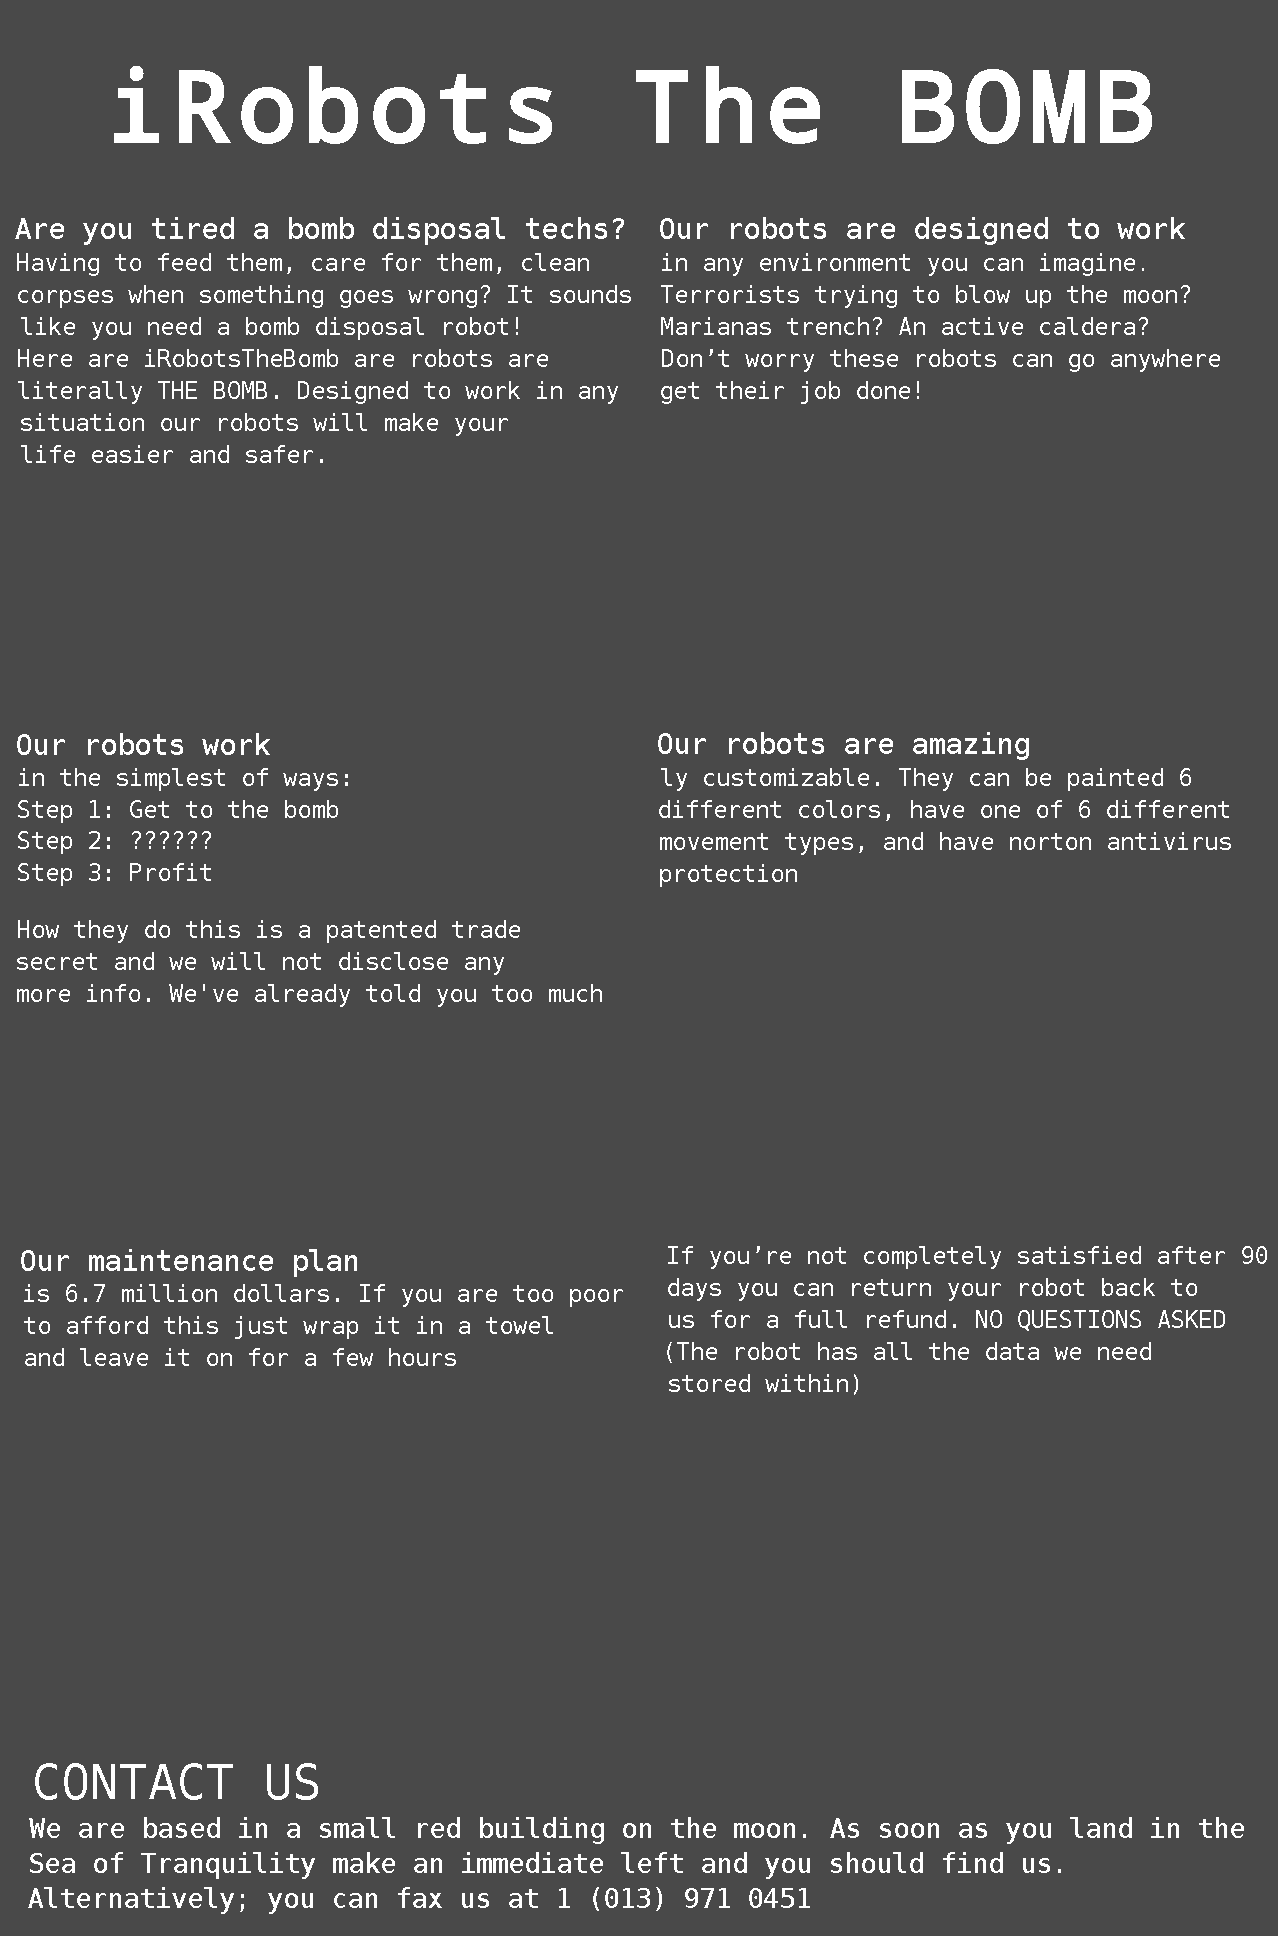 iRobots The BOMB
Are you tired a bomb disposal techs?
Having to feed them, care for them, clean
corpses when something goes wrong? It sounds
like you need a bomb disposal robot!
Here are iRobotsTheBomb are robots are
literally THE BOMB. Designed to work in any
situation our robots will make your
life easier and safer.
Our robots are designed to work
in any environment you can imagine.
Terrorists trying to blow up the moon?
Marianas trench? An active caldera?
Don’t worry these robots can go anywhere
get their job done!
Our robots work
in the simplest of ways:
Step 1: Get to the bomb
Step 2: ??????
Step 3: Profit
How they do this is a patented trade
secret and we will not disclose any
more info. We've already told you too much
Our robots are amazing
ly customizable. They can be painted 6
different colors, have one of 6 different
movement types, and have norton antivirus
protection
Our maintenance plan
is 6.7 million dollars. If you are too poor
to afford this just wrap it in a towel
and leave it on for a few hours
If you’re not completely satisfied after 90
days you can return your robot back to
us for a full refund. NO QUESTIONS ASKED
(The robot has all the data we need
stored within)
CONTACT US
We are based in a small red building on the moon. As soon as you land in the
Sea of Tranquility make an immediate left and you should find us.
Alternatively; you can fax us at 1 (013) 971 0451